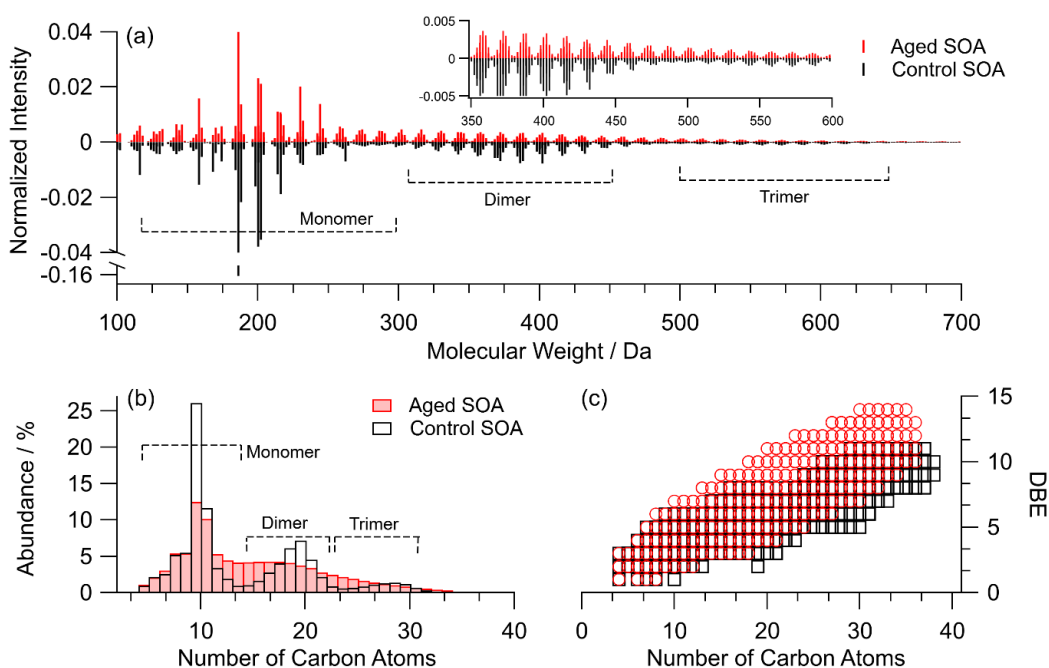 (a)
Normalized Intensity
0.04
0.02
0
-0.02
-0.04
-0.16
0.005
0
-0.005
350 400 450 500 550 600
Aged SOA
Control SOA
Monomer
Dimer
Trimer
100 200 300 400 500 600 700
Molecular Weight / Da
(b)
Abundance / %
25
20
15
10
5
0
Aged SOA
Control SOA
Monomer
Dimer
Trimer
10 20 30 40
Number of Carbon Atoms
(c)
15
10
5
0
DBE
0 10 20 30 40
Number of Carbon Atoms